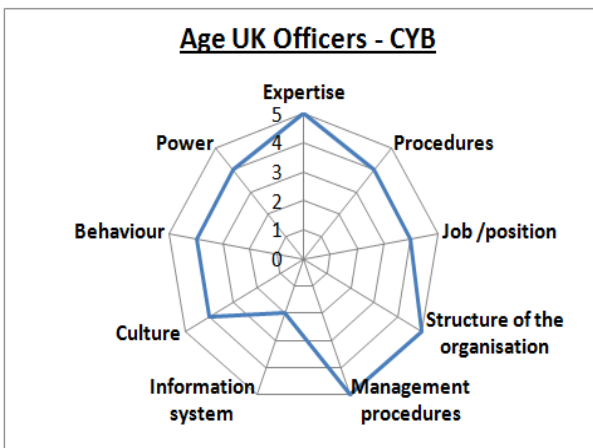 Age UK Officers - CYB
Expertise
5
4
3
2
1
0
Procedures
Job /position
Structure of the
organisation
Management
procedures
Information
system
Culture
Behaviour
Power